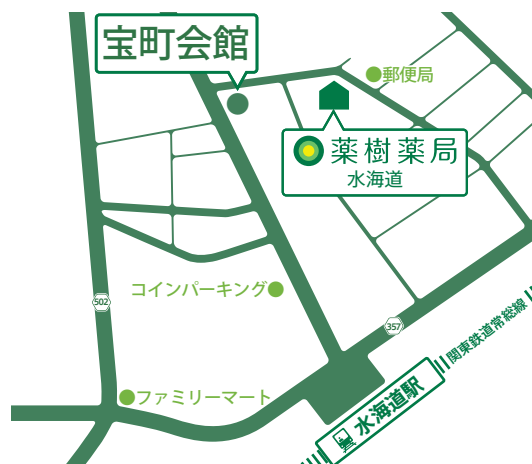 宝町会館
郵便局
薬樹薬局
水海道
コインパーキング
502
357
関東鉄道常総線
ファミリーマート
水海道駅